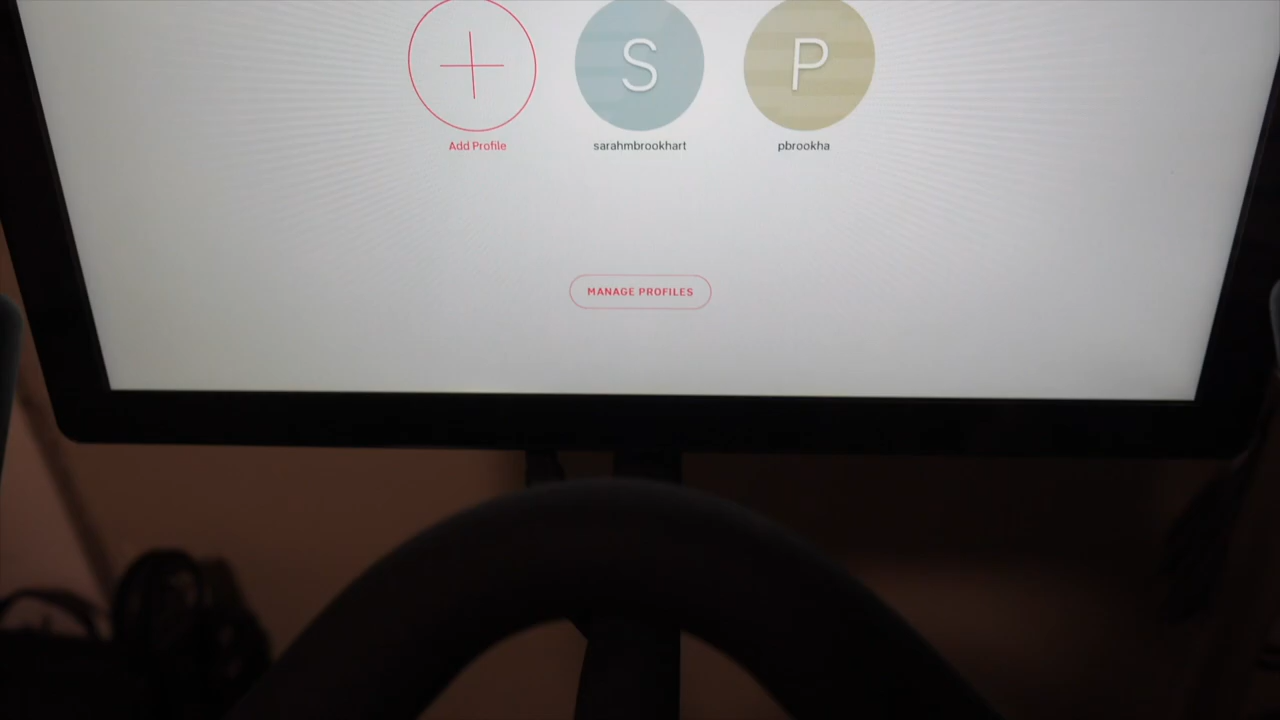 S
P
Add Profile
sarahmbrookhart
pbrookha
MANAGE PROFILES